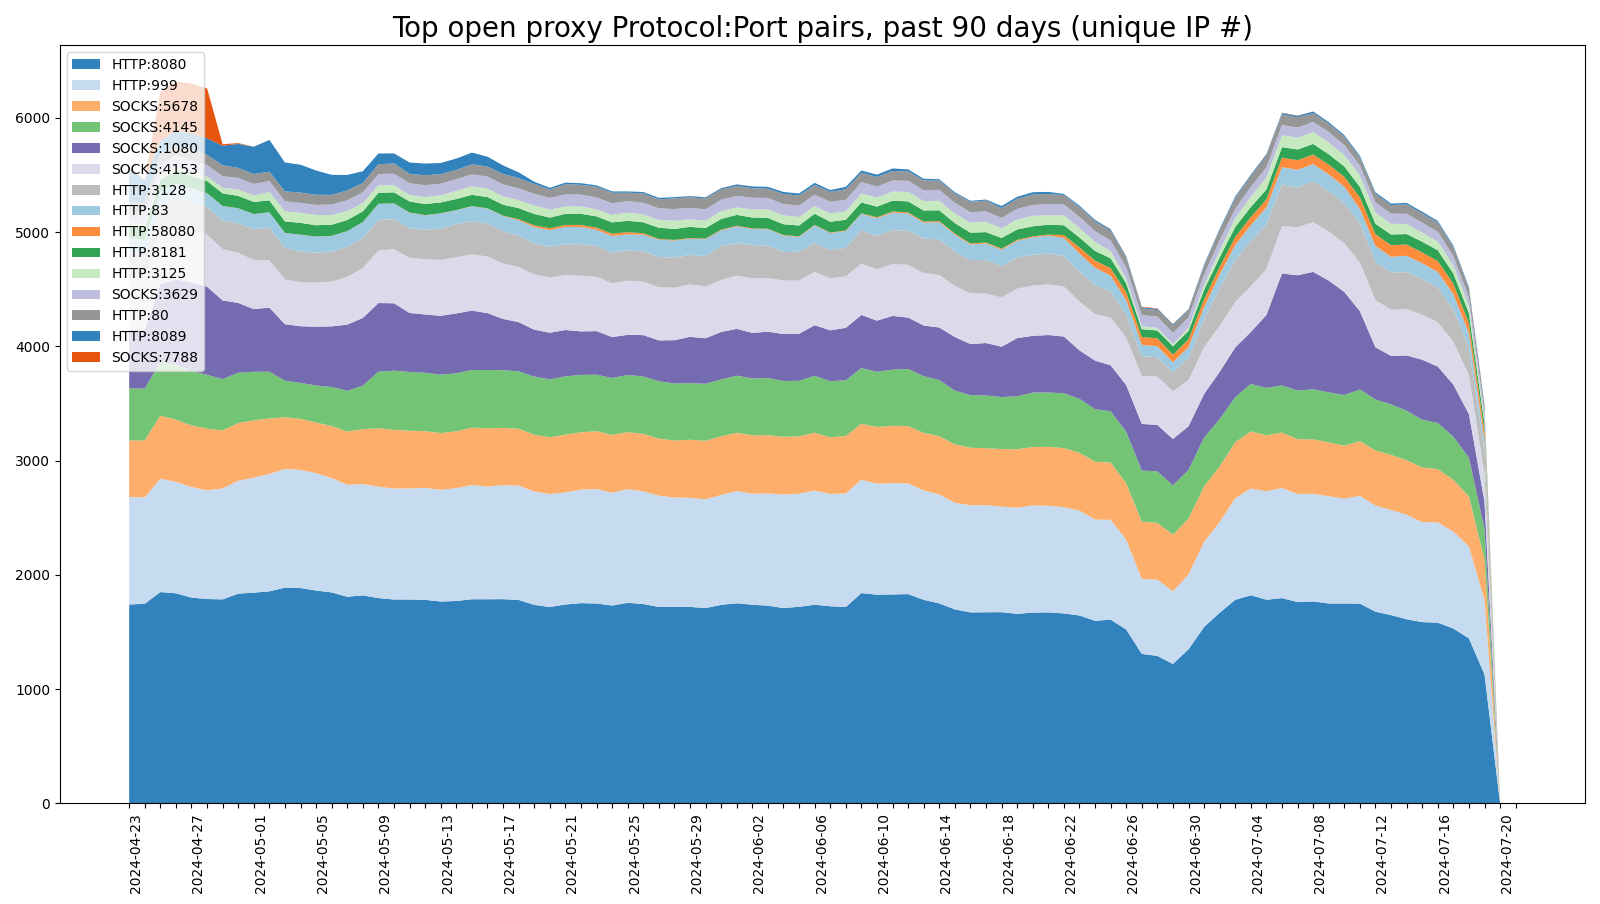 Top open proxy Protocol:Port pairs, past 90 days (unique IP #)
HTTP:8080
HTTP:999
SOCKS:5678
SOCKS:4145
SOCKS:1080
SOCKS:4153
HTTP:3128
HTTP:83
HTTP:58080
HTTP:8181
HTTP:3125
SOCKS:3629
HTTP:80
HTTP:8089
SOCKS:7788
6000
5000
4000
3000
2000
1000
0
2024-04-23
2024-04-27
2024-05-01
2024-05-05
2024-05-09
2024-05-13
2024-05-17
2024-05-21
2024-05-25
2024-05-29
2024-06-02
2024-06-06
2024-06-10
2024-06-14
2024-06-18
2024-06-22
2024-06-26
2024-06-30
2024-07-04
2024-07-08
2024-07-12
2024-07-16
2024-07-20